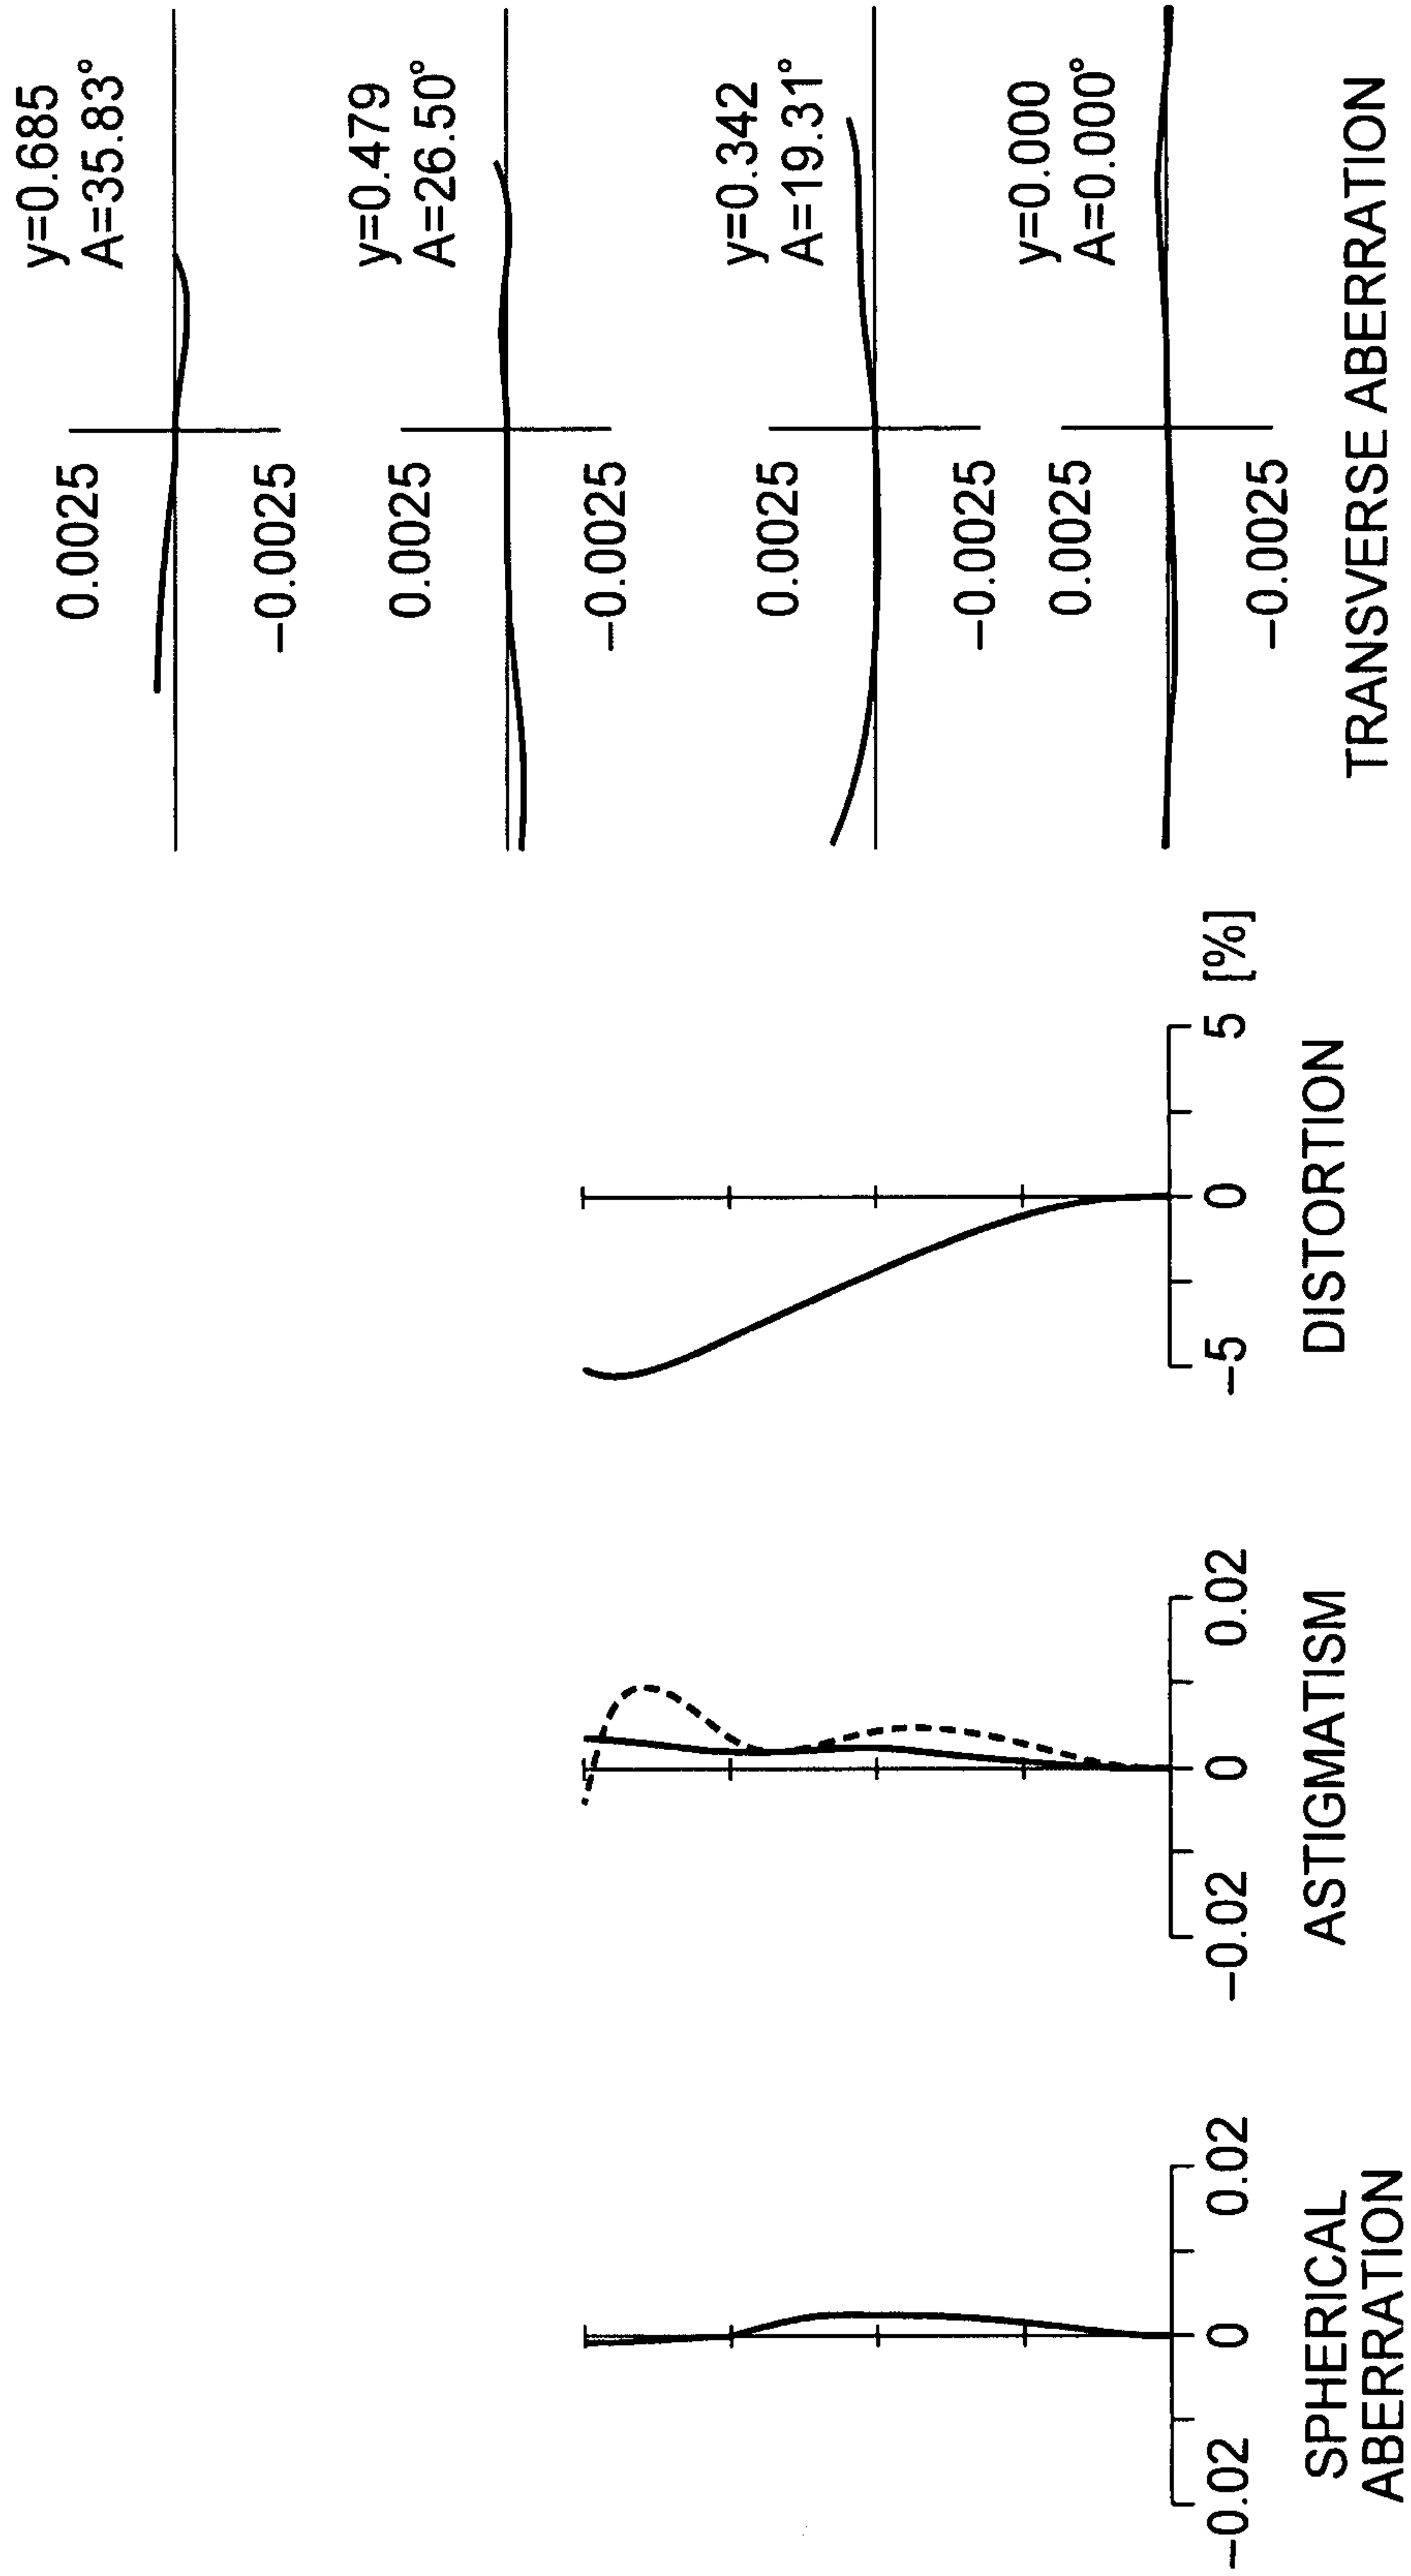 −0.02
0
0.02
SPHERICAL
ABERRATION
−0.02
0
0.02
ASTIGMATISM
−5
0
5
[%]
DISTORTION
y=0.685
A=35.83°
0.0025
−0.0025
y=0.479
A=26.50°
0.0025
−0.0025
y=0.342
A=19.31°
0.0025
−0.0025
y=0.000
A=0.000°
0.0025
−0.0025
TRANSVERSE ABERRATION